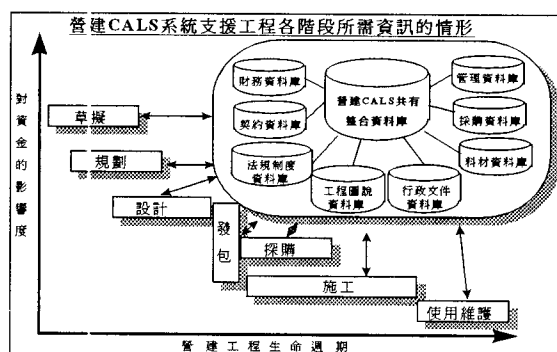 營建CALS系統支援工程各階段所需資訊的情形
對資金的影響度
財務資料庫
契約資料庫
法規制度
資料庫
營建CALS共有
整合資料庫
工程圖說
資料庫
行政文件
資料庫
管理資料庫
採購資料庫
料材資料庫
草擬
規劃
設計
發包
採購
施工
使用維護
營建工程生命週期